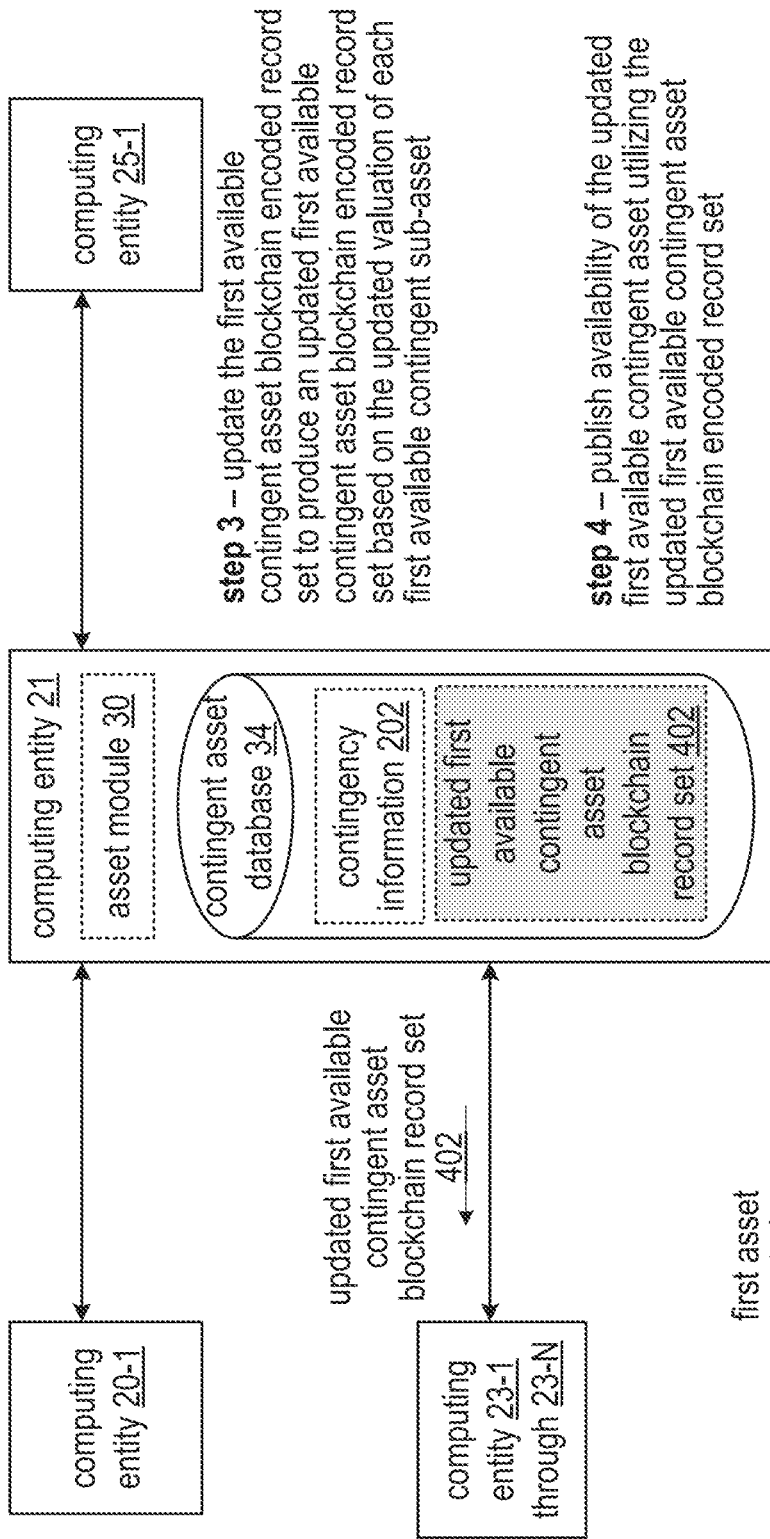 computing
entity 20-1
computing entity 21
asset module 30
contingent asset
database 34
contingency
information 202
updated first
available
contingent
asset
blockchain
record set 402
computing
entity 25-1
updated first available
contingent asset
blockchain record set
402
computing
entity 23-1
through 23-N
step 3 – update the first available
contingent asset blockchain encoded record
set to produce an updated first available
contingent asset blockchain encoded record
set based on the updated valuation of each
first available contingent sub-asset
step 4 – publish availability of the updated
first available contingent asset utilizing the
updated first available contingent asset
blockchain encoded record set
first asset